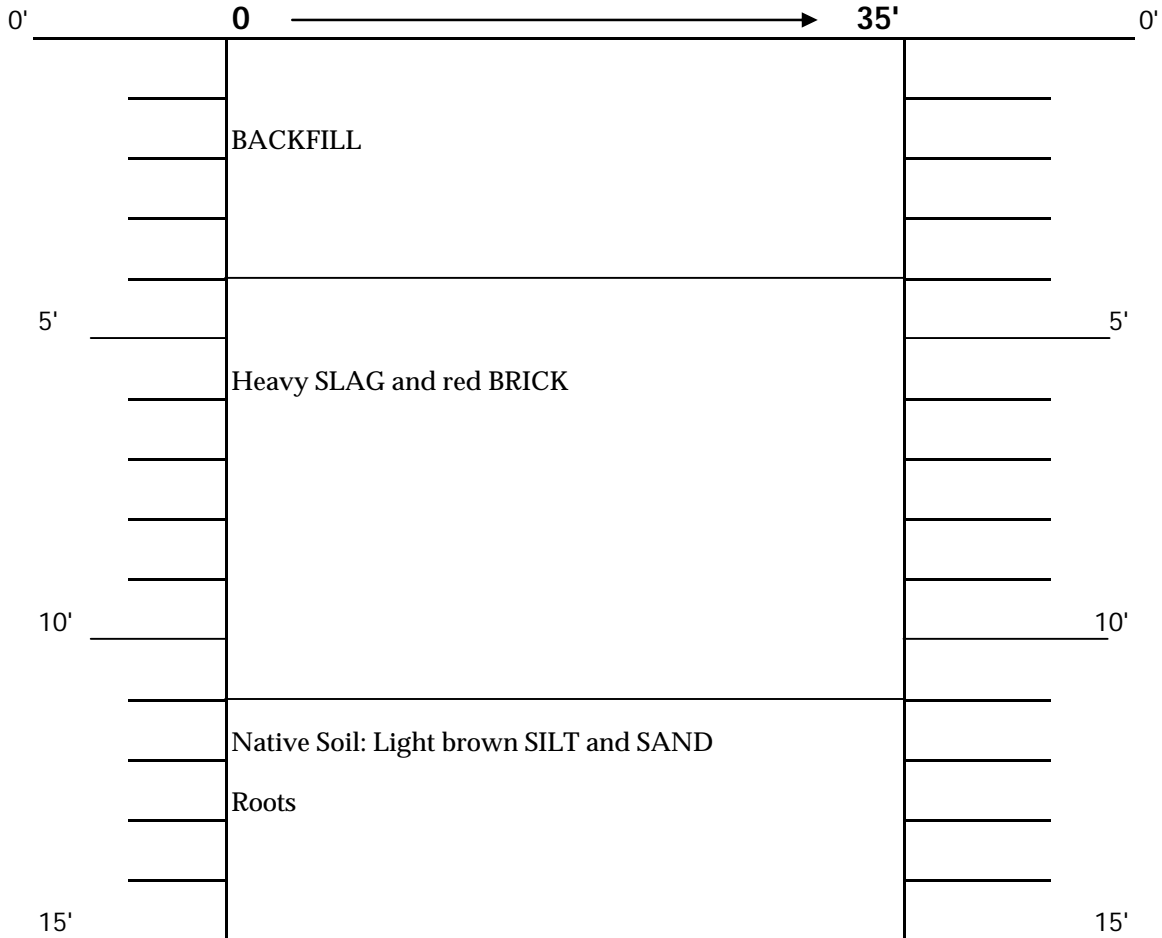 0' 0 35' 0'
BACKFILL
5' 5'
Heavy SLAG and red BRICK
10' 10'
Native Soil: Light brown SILT and SAND
Roots
15' 15'